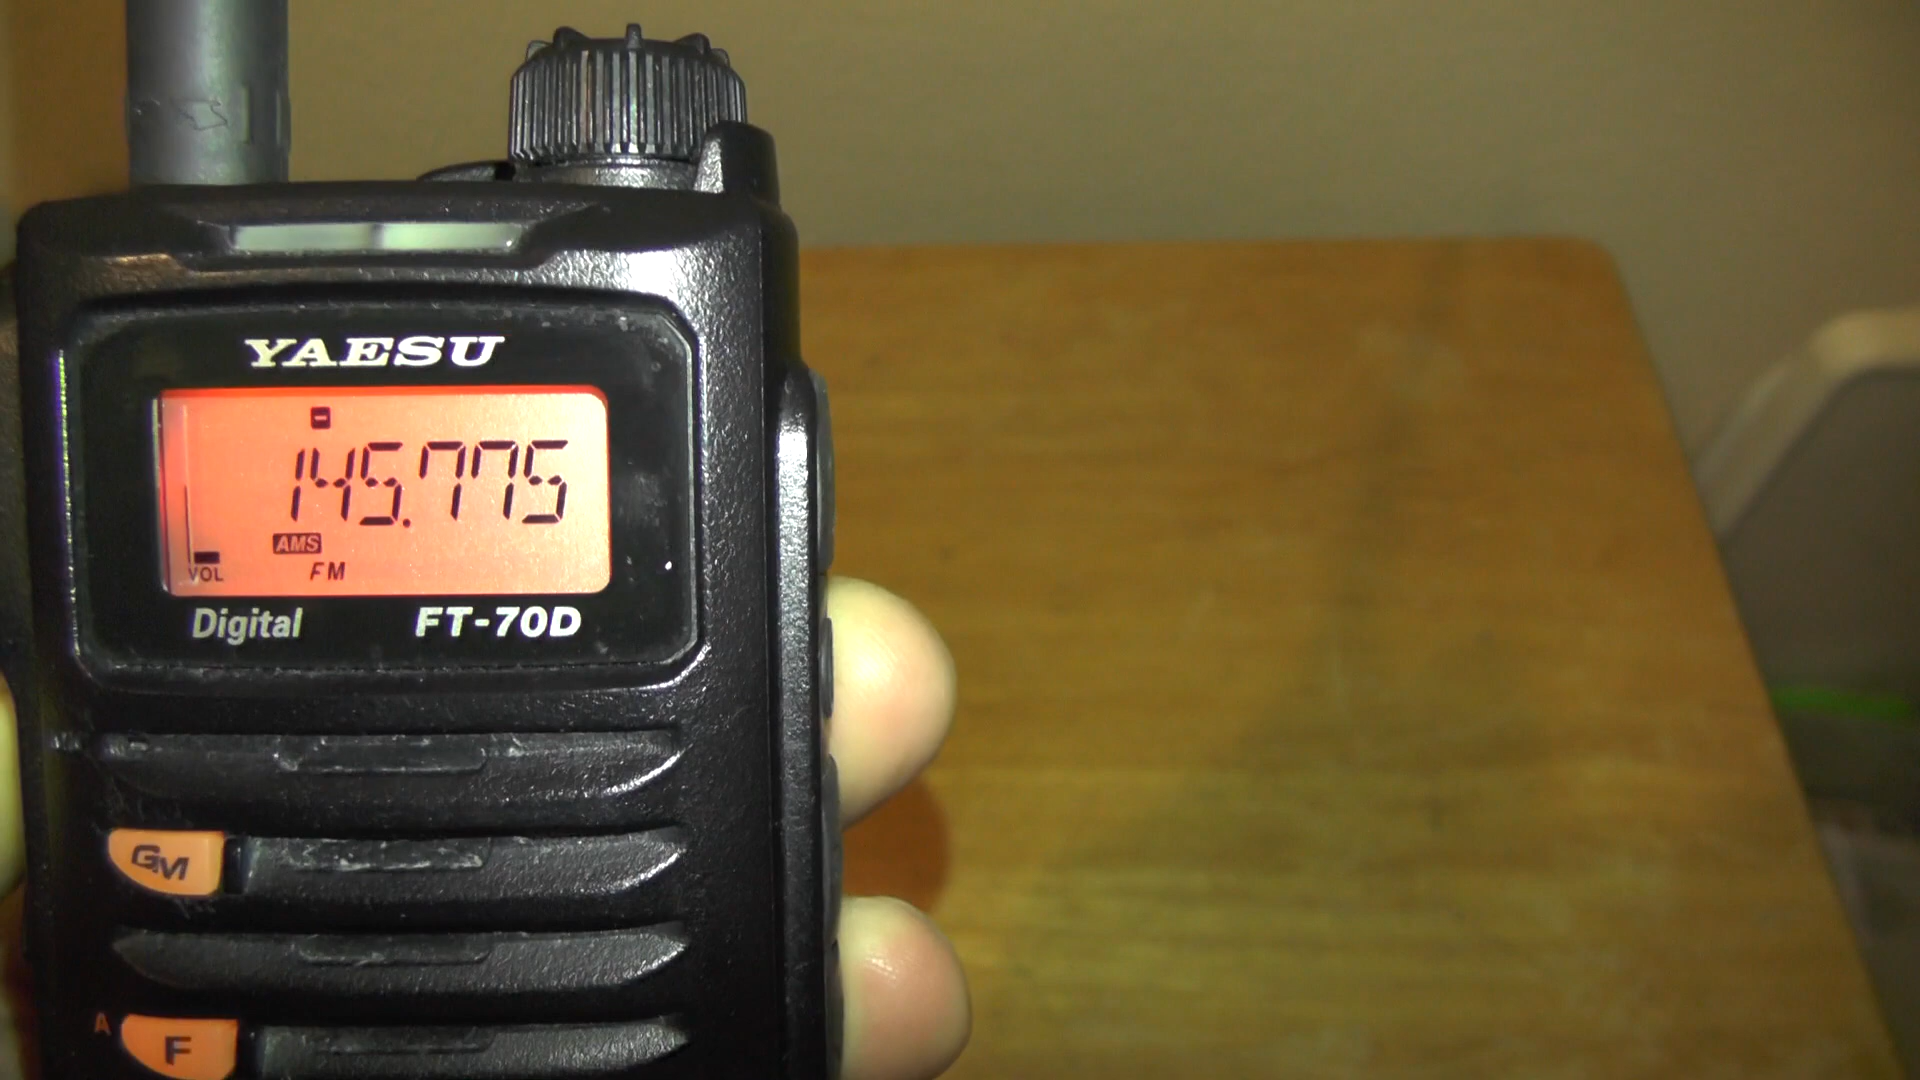 YAESU
-
145.775
AMS
VOL FM
Digital FT-70D
GM
A F